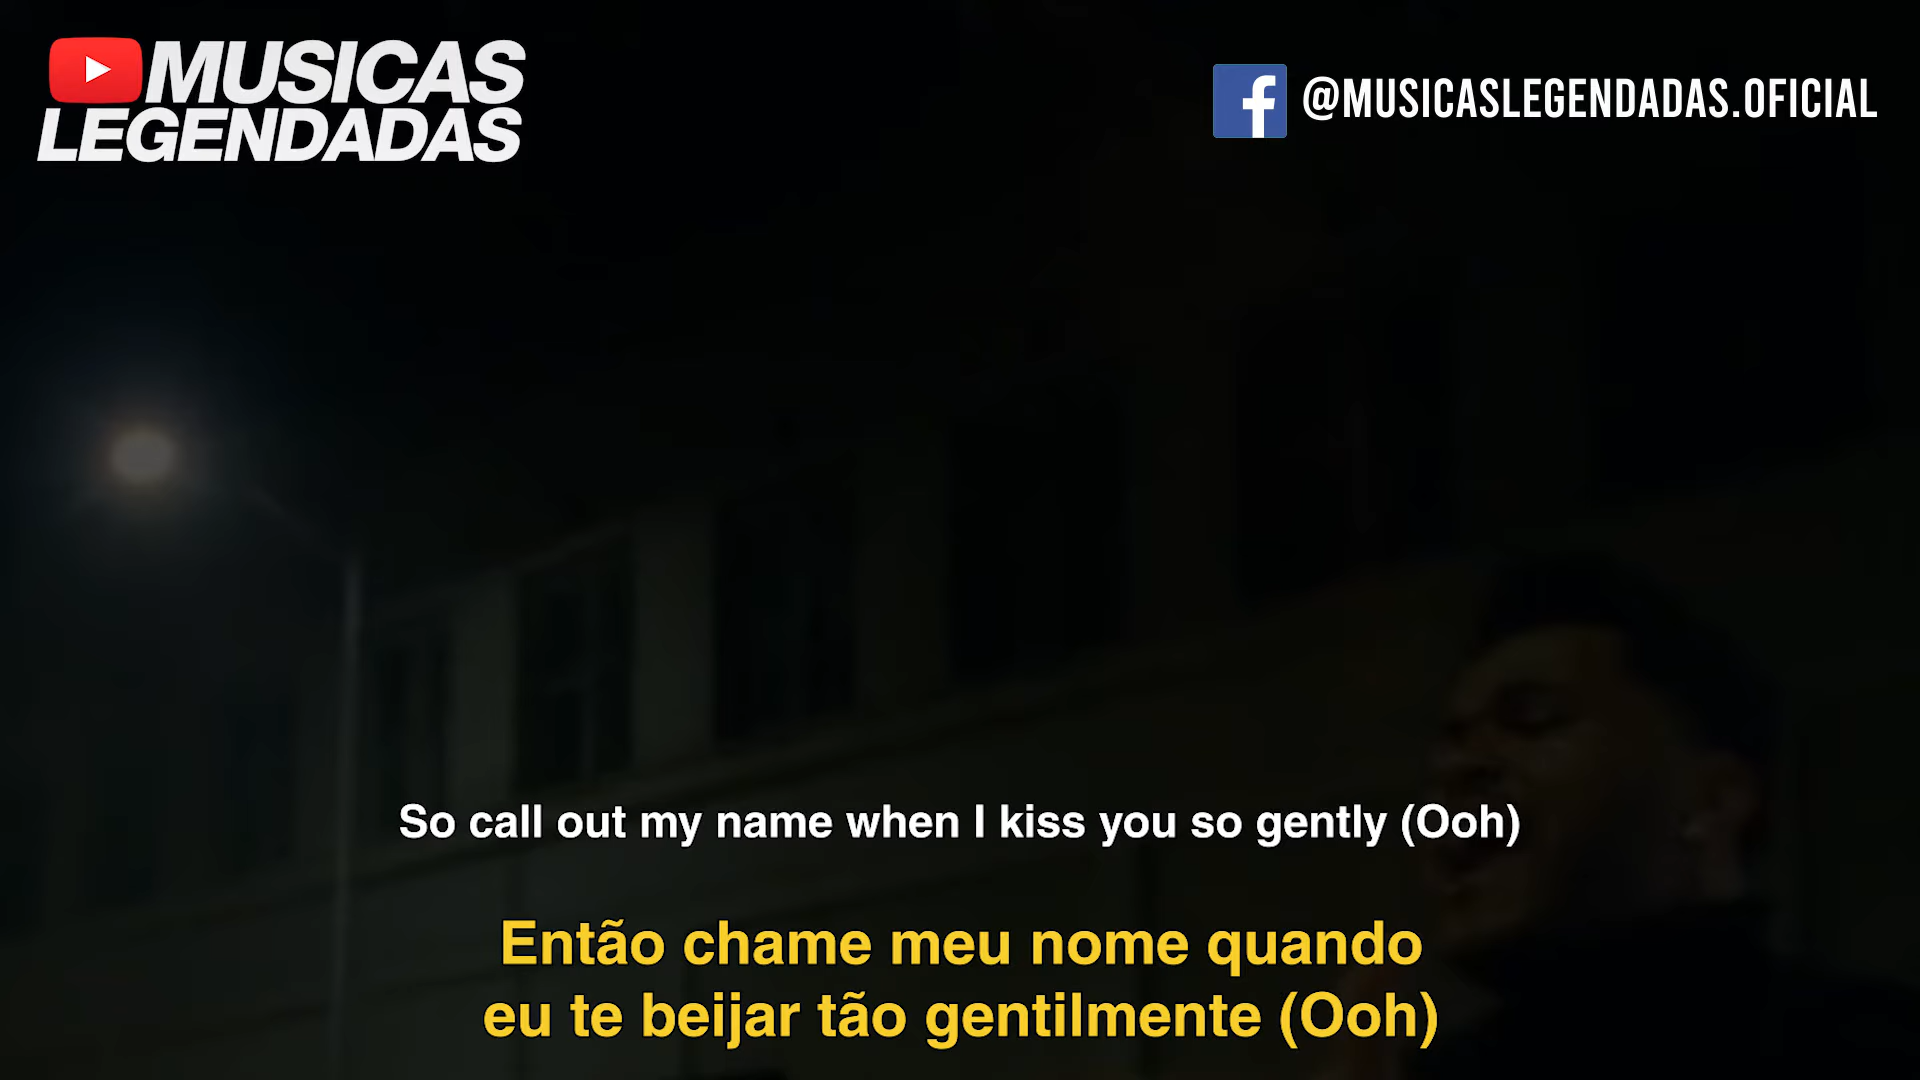 MUSICAS
LEGENDADAS
@MUSICASLEGENDADAS.OFICIAL
So call out my name when I kiss you so gently (Ooh)
Então chame meu nome quando
eu te beijar tão gentilmente (Ooh)